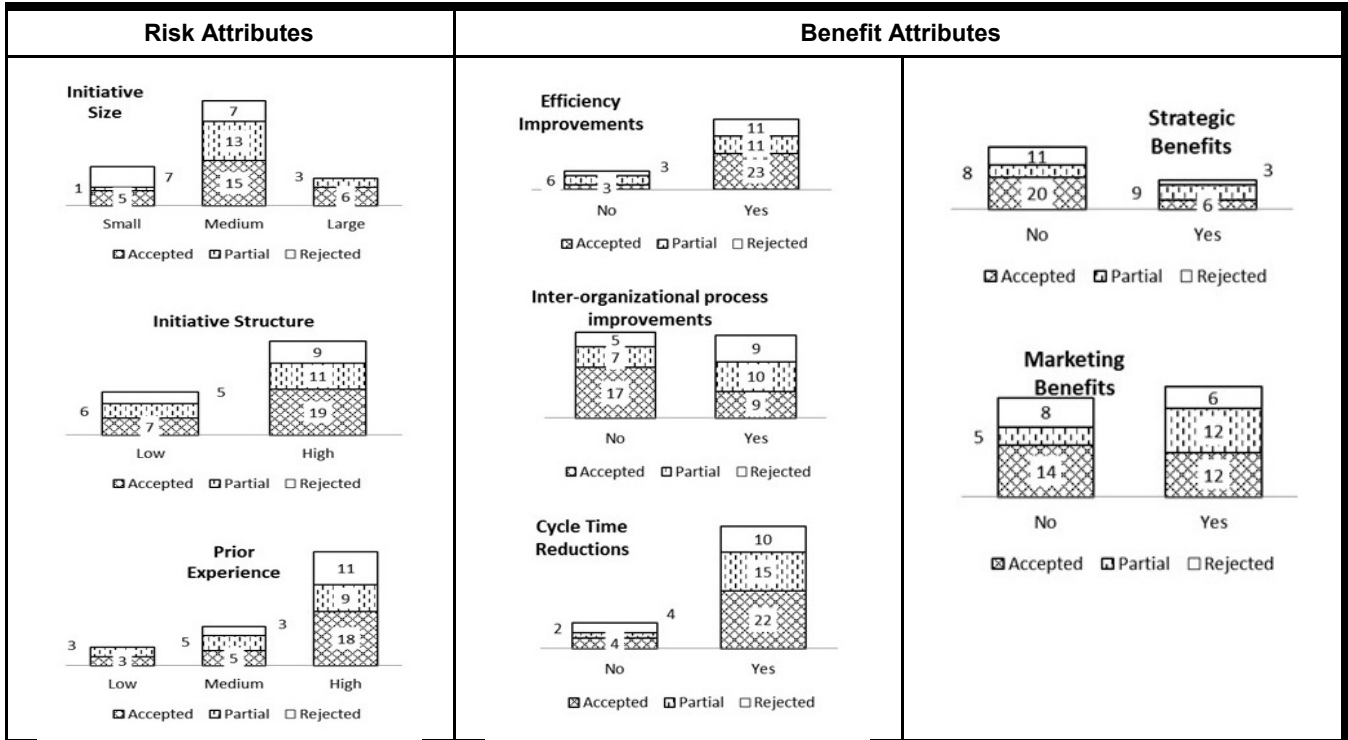 Risk Attributes
Benefit Attributes
Initiative
Size
7
13
15
1
5
7
3
6
Small Medium Large
Accepted Partial Rejected
Initiative Structure
9
11
19
5
6
7
Low High
Accepted Partial Rejected
Prior
Experience
11
9
18
3
5
5
3
3
Low Medium High
Accepted Partial Rejected
Efficiency
Improvements
11
11
23
3
6
3
No Yes
Accepted Partial Rejected
Inter-organizational process
improvements
5
7
17
9
10
9
No Yes
Accepted Partial Rejected
Cycle Time
Reductions
10
15
22
4
2
4
No Yes
Accepted Partial Rejected
Strategic
Benefits
11
8
20
3
9
6
No Yes
Accepted Partial Rejected
Marketing
Benefits
8
5
14
6
12
12
No Yes
Accepted Partial Rejected